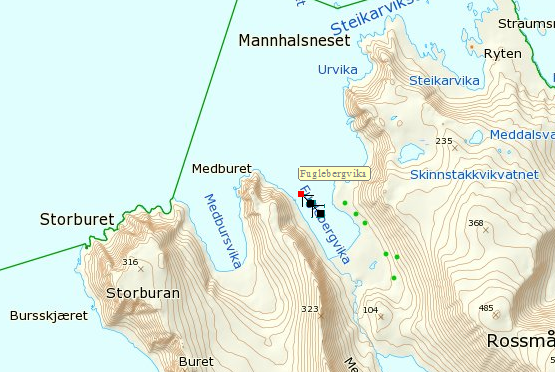 Steikarviks
Straums
Mannhalsneset
Ryten
Urvika
Steikarvika
Meddalsva
235
Medburet
Fuglebergvika
Skinnstakkvikvatnet
Medbursvika
Storburet
368
316
Storburan
323
104
485
Bursskjæret
Rossmå
Buret
Me